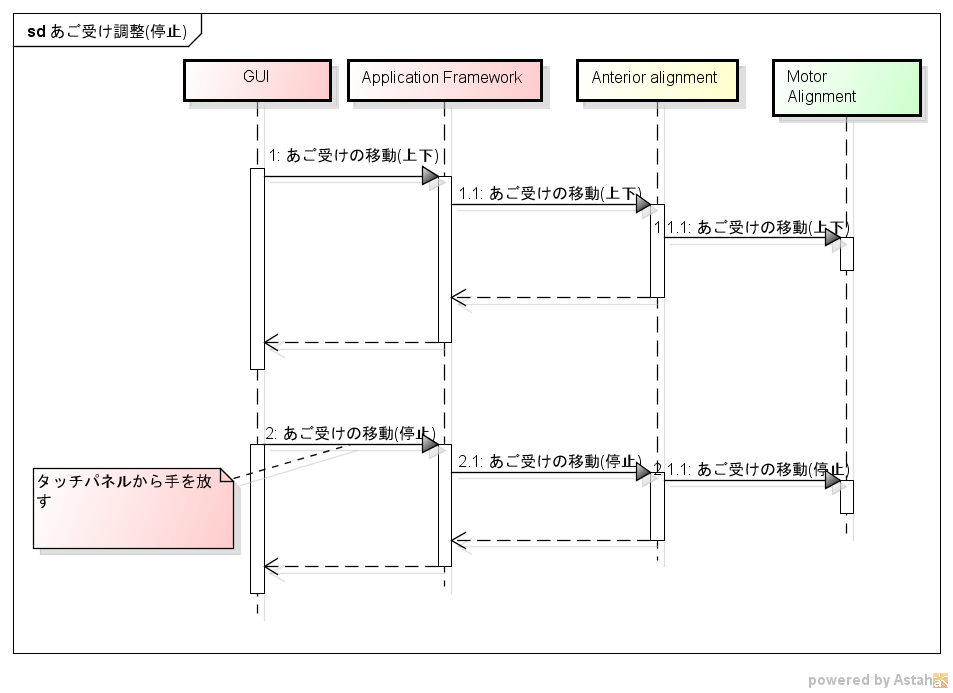 sd あご受け調整(停止)
GUI
Application Framework
Anterior alignment
Motor
Alignment
1: あご受けの移動(上下)
1.1: あご受けの移動(上下)
1.1.1: あご受けの移動(上下)
2: あご受けの移動(停止)
2.1: あご受けの移動(停止)
2.1.1: あご受けの移動(停止)
タッチパネルから手を放
す
powered by Astah